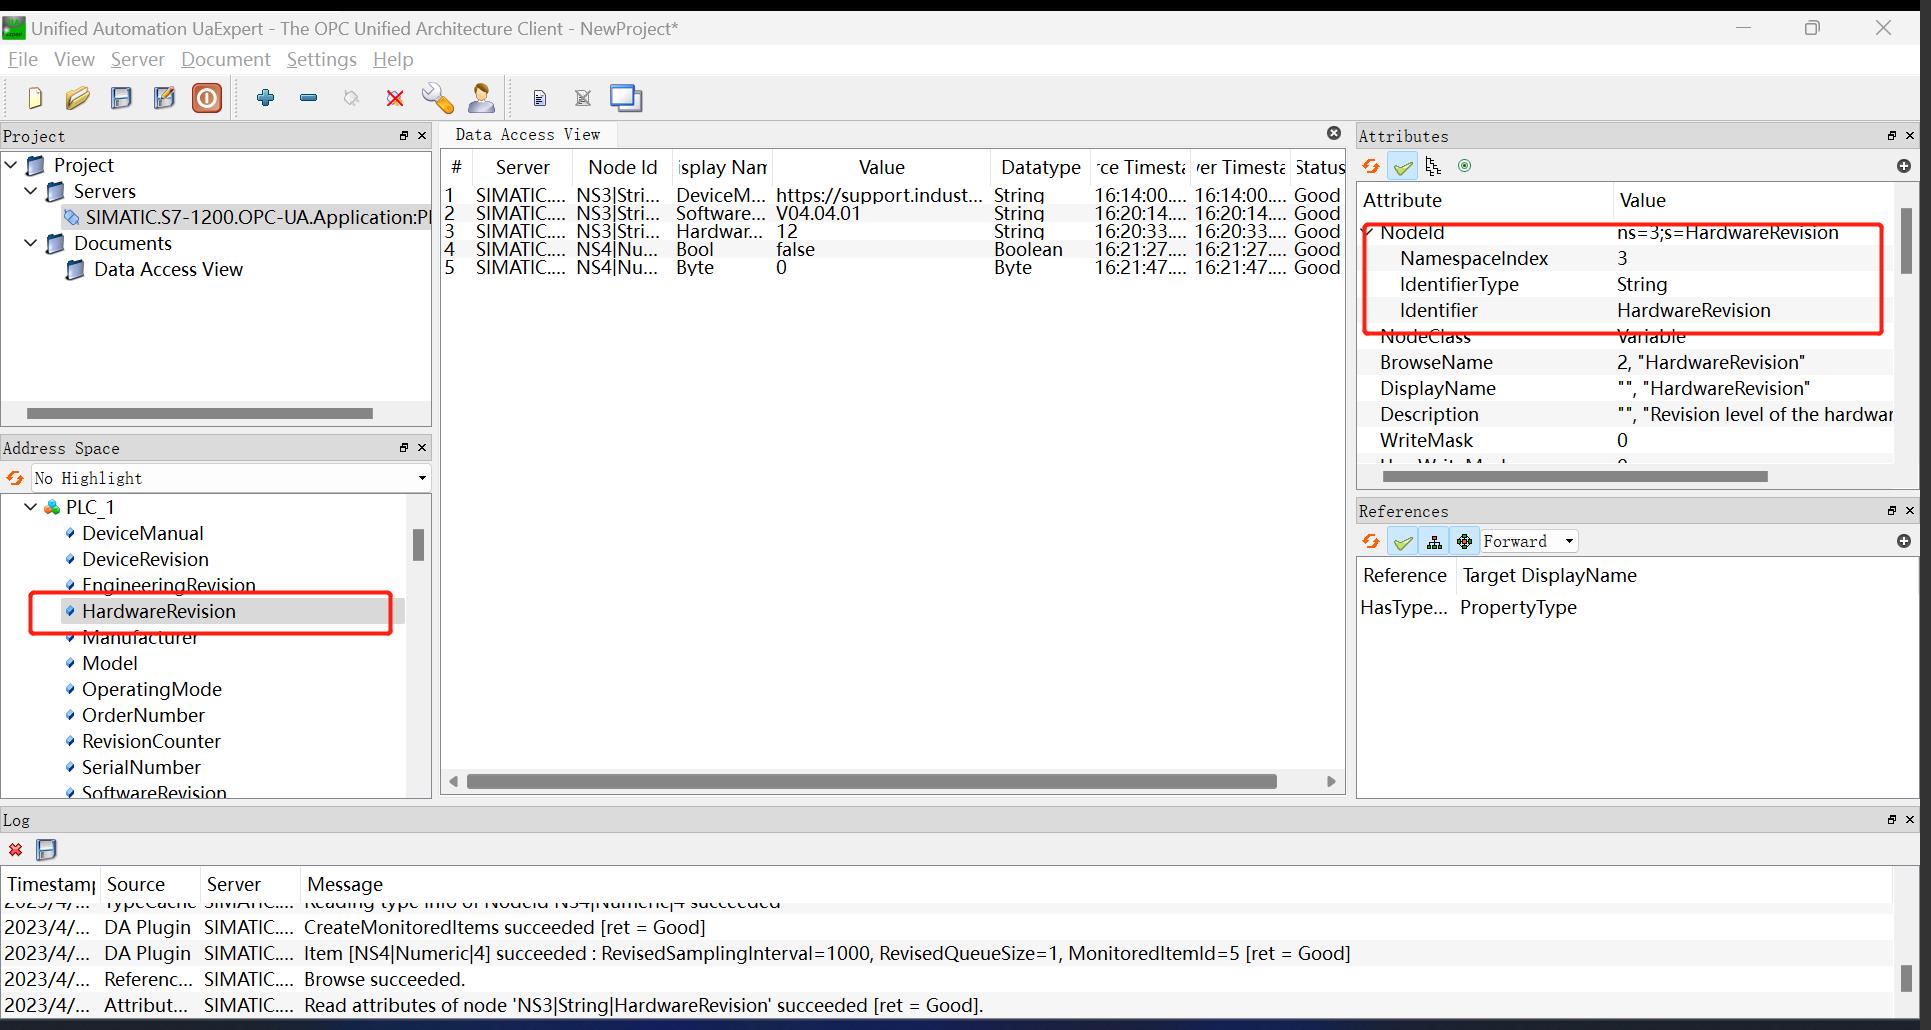 Unified Automation UaExpert - The OPC Unified Architecture Client - NewProject*
File View Server Document Settings Help
Project
Project
Servers
SIMATIC.S7-1200.OPC-UA.Application:Pl
Documents
Data Access View
Address Space
No Highlight
PLC_1
DeviceManual
DeviceRevision
EngineeringRevision
HardwareRevision
Manufacturer
Model
OperatingMode
OrderNumber
RevisionCounter
SerialNumber
SoftwareRevision
Data Access View
# Server Node Id isplay Nam Value Datatype rce Timesta ver Timesta Status
1 SIMATIC.... NS3|Stri... DeviceM... https://support.indust... String 16:14:00.... 16:14:00.... Good
2 SIMATIC.... NS3|Stri... Software... V04.04.01 String 16:20:14.... 16:20:14.... Good
3 SIMATIC.... NS3|Stri... Hardwar... 12 String 16:20:33.... 16:20:33.... Good
4 SIMATIC.... NS4|Nu... Bool false Boolean 16:21:27.... 16:21:27.... Good
5 SIMATIC.... NS4|Nu... Byte 0 Byte 16:21:47.... 16:21:47.... Good
Attributes
Attribute Value
NodeId ns=3;s=HardwareRevision
NamespaceIndex 3
IdentifierType String
Identifier HardwareRevision
NodeClass Variable
BrowseName 2, "HardwareRevision"
DisplayName "", "HardwareRevision"
Description "", "Revision level of the hardwar
WriteMask 0
References
Forward
Reference Target DisplayName
HasType... PropertyType
Log
Timestamp Source Server Message
2023/4/... TypeCache SIMATIC.... Reading type info of NodeId NS4|Numeric|4 succeeded
2023/4/... DA Plugin SIMATIC.... CreateMonitoredItems succeeded [ret = Good]
2023/4/... DA Plugin SIMATIC.... Item [NS4|Numeric|4] succeeded : RevisedSamplingInterval=1000, RevisedQueueSize=1, MonitoredItemId=5 [ret = Good]
2023/4/... Referenc... SIMATIC.... Browse succeeded.
2023/4/... Attribut... SIMATIC.... Read attributes of node 'NS3|String|HardwareRevision' succeeded [ret = Good].